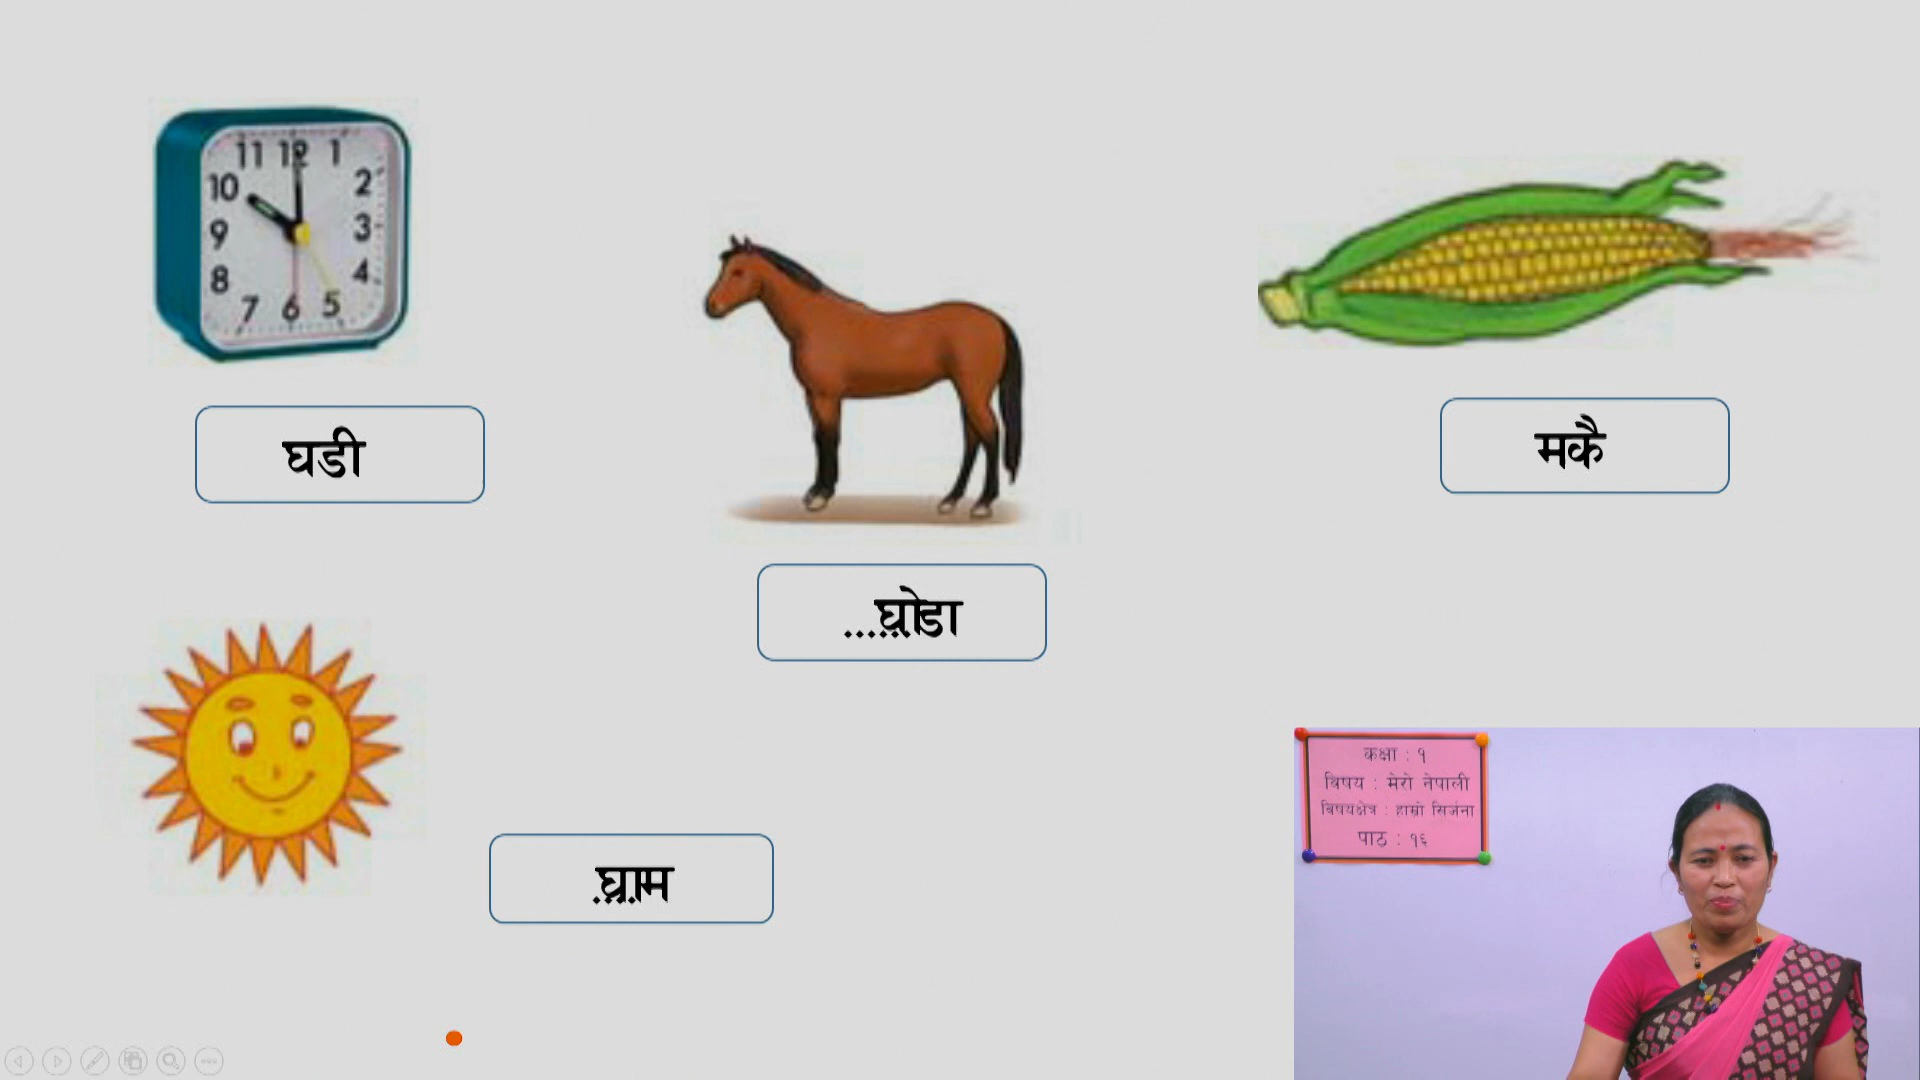 11 12 1
10 2
9 3
8 4
7 6 5
घडी
मकै
......घोडा
....घाम
कक्षा : १
विषय : मेरो नेपाली
विषयक्षेत्र : हाम्रो सिर्जना
पाठ : १६